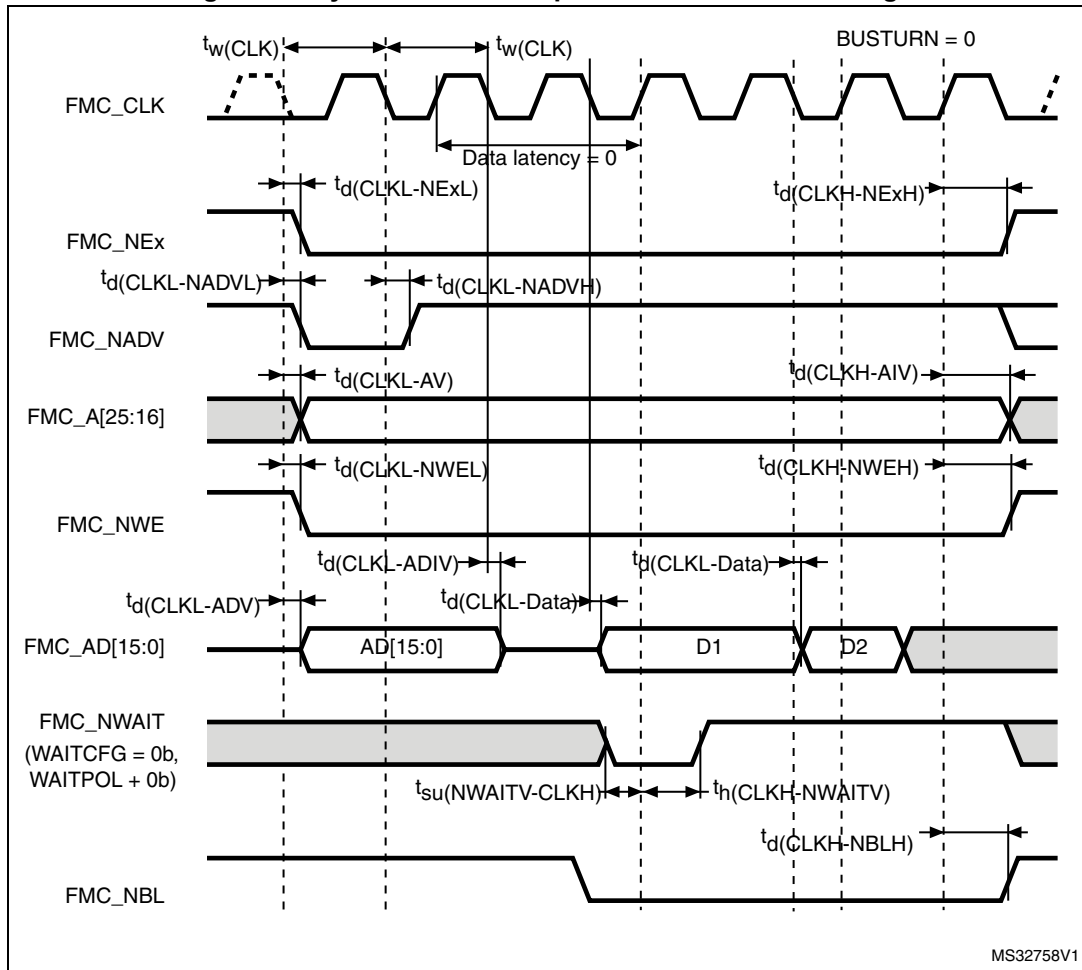 BUSTURN = 0
tw(CLK) tw(CLK)
FMC_CLK
Data latency = 0
td(CLKL-NExL) td(CLKH-NExH)
FMC_NEx
td(CLKL-NADVL) td(CLKL-NADVH)
FMC_NADV
td(CLKL-AV) td(CLKH-AIV)
FMC_A[25:16]
td(CLKL-NWEL) td(CLKH-NWEH)
FMC_NWE
td(CLKL-ADIV) td(CLKL-Data)
td(CLKL-ADV) td(CLKL-Data)
FMC_AD[15:0] AD[15:0] D1 D2
FMC_NWAIT
(WAITCFG = 0b,
WAITPOL + 0b)
tsu(NWAITV-CLKH) th(CLKH-NWAITV)
td(CLKH-NBLH)
FMC_NBL
MS32758V1